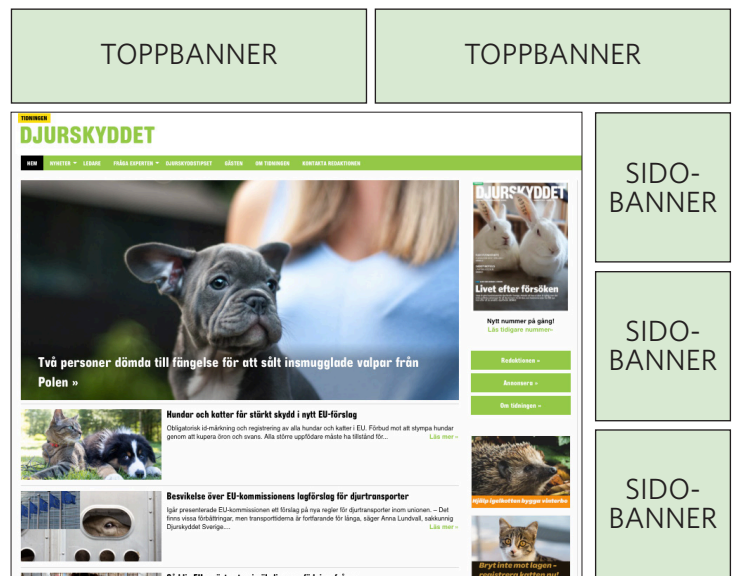 TOPPBANNER
TOPPBANNER
TIDNINGEN
DJURSKYDDET
HEM NYHETER LEDARE FRÅGA EXPERTEN DJURSKYDDSTIPSET GÄSTEN OM TIDNINGEN KONTAKTA REDAKTIONEN
Två personer dömda till fängelse för att sålt insmugglade valpar från
Polen »
Hundar och katter får stärkt skydd i nytt EU-förslag
Obligatorisk id-märkning och registrering av alla hundar och katter i EU. Förbud mot att stympa hundar
genom att kupera öron och svans. Alla större uppfödare måste ha tillstånd för... Läs mer»
Besvikelse över EU-kommissionens lagförslag för djurtransporter
Igår presenterade EU-kommissionen ett förslag på nya regler för djurtransporter inom unionen. – Det
finns vissa förbättringar, men transporttiderna är fortfarande för långa, säger Anna Lundvall, sakkunnig
Djurskyddet Sverige.... Läs mer»
DJURSKYDDET
Livet efter försöken
Nytt nummer på gång!
Läs tidigare nummer»
Redaktionen »
Annonsera »
Om tidningen »
Hjälp igelkotten bygga vinterbo
Bryt inte mot lagen –
registrera katten nu!
SIDO-
BANNER
SIDO-
BANNER
SIDO-
BANNER